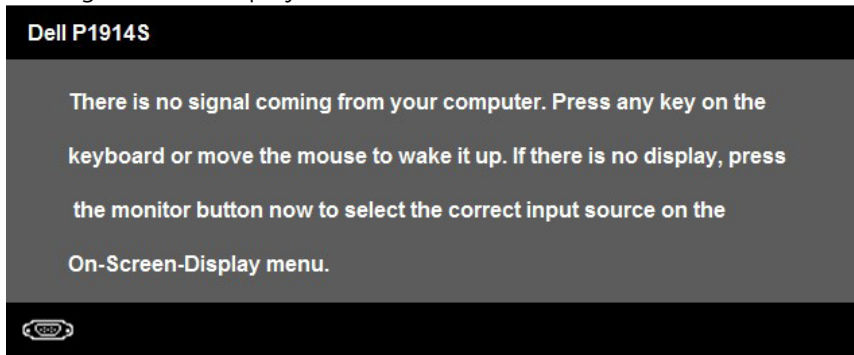 Dell P1914S
There is no signal coming from your computer. Press any key on the
keyboard or move the mouse to wake it up. If there is no display, press
the monitor button now to select the correct input source on the
On-Screen-Display menu.